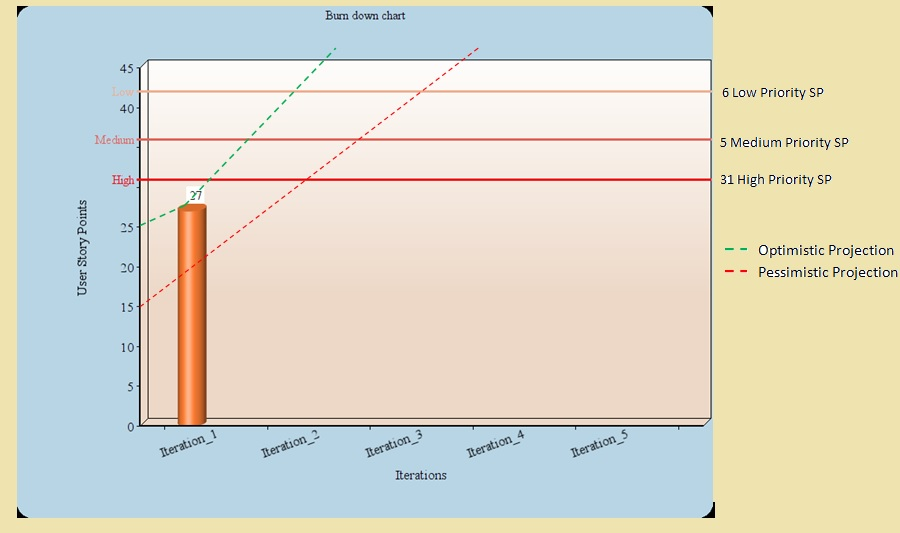 Burn down chart
45
Low
40
Medium
High
27
25
20
15
10
5
0
User Story Points
Iteration_1
Iteration_2
Iteration_3
Iteration_4
Iteration_5
Iterations
6 Low Priority SP
5 Medium Priority SP
31 High Priority SP
Optimistic Projection
Pessimistic Projection